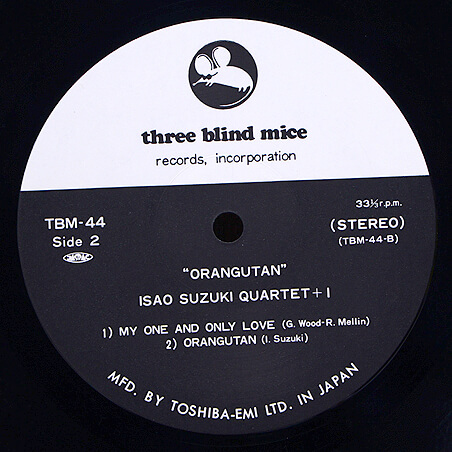 three blind mice
records, incorporation
33⅓ r.p.m.
TBM-44
(STEREO)
Side 2
(TBM-44-B)
"ORANGUTAN"
ISAO SUZUKI QUARTET+1
1) MY ONE AND ONLY LOVE (G. Wood-R. Mellin)
2) ORANGUTAN (I. Suzuki)
MFD. BY TOSHIBA-EMI LTD. IN JAPAN